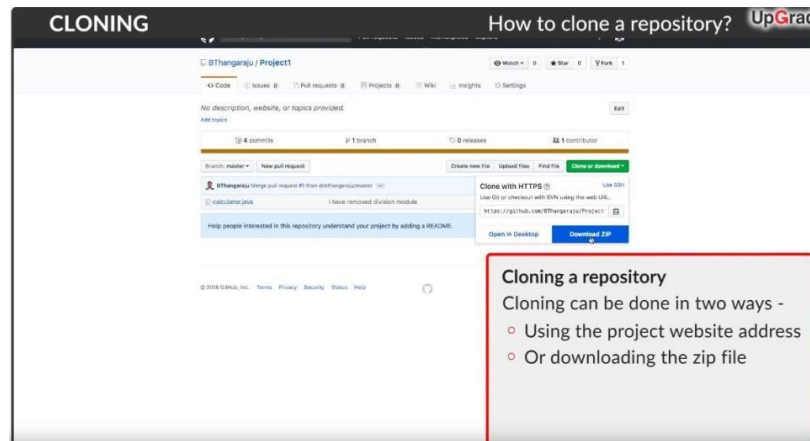 CLONING
How to clone a repository?
UpGrad
BThangaraju / Project1
Watch 0 Star 0 Fork 1
Code Issues 0 Pull requests 0 Projects 0 Wiki Insights Settings
No description, website, or topics provided.
Edit
Add topics
4 commits 1 branch 0 releases 1 contributor
Branch: master New pull request
Create new file Upload files Find file Clone or download
BThangaraju Merge pull request #1 from
calculator.java I have removed division module
Help people interested in this repository understand your project by adding a README.
Clone with HTTPS
Use SSH
Use Git or checkout with SVN using the web URL.
https://github.com/BThangaraju/Project
Open in Desktop Download ZIP
© 2018 GitHub, Inc. Terms Privacy Security Status Help
Cloning a repository
Cloning can be done in two ways -
Using the project website address
Or downloading the zip file